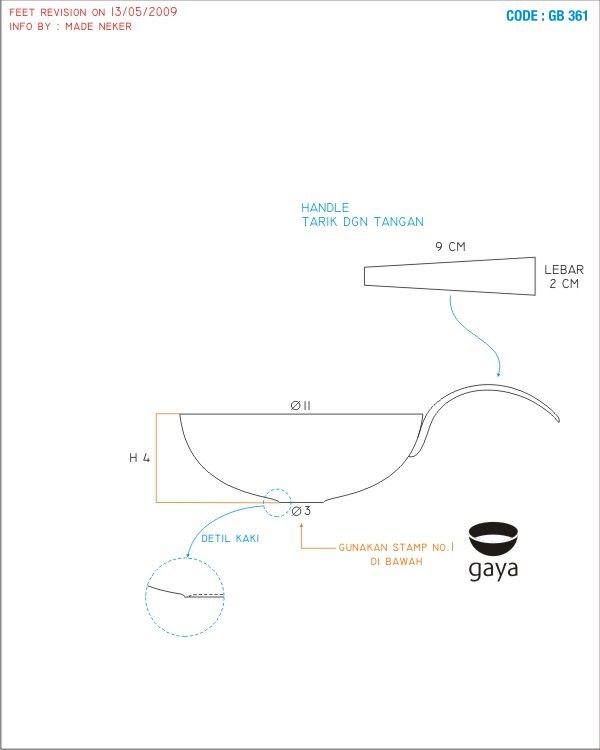 FEET REVISION ON 13/05/2009
INFO BY : MADE NEKER
CODE : GB 361
HANDLE
TARIK DGN TANGAN
9 CM
LEBAR
2 CM
Ø 11
H 4
Ø 3
DETIL KAKI
GUNAKAN STAMP NO.1
DI BAWAH
gaya